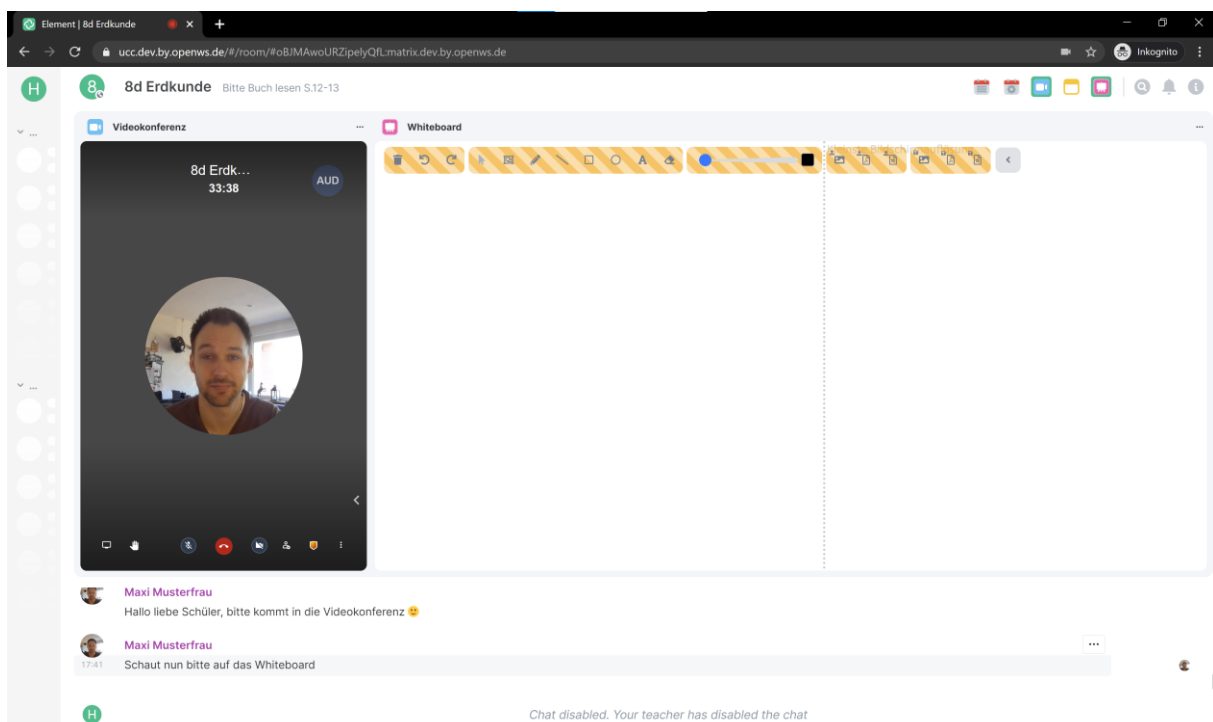 Element | 8d Erdkunde
ucc.dev.by.openws.de/#/room/#oBJMAwoURZipelyQfL:matrix.dev.by.openws.de
Inkognito
H
8
8d Erdkunde Bitte Buch lesen S.12-13
Videokonferenz
Whiteboard
8d Erdk...
33:38
AUD
A
Maxi Musterfrau
Hallo liebe Schüler, bitte kommt in die Videokonferenz 🙂
Maxi Musterfrau
17:41 Schaut nun bitte auf das Whiteboard
H
Chat disabled. Your teacher has disabled the chat